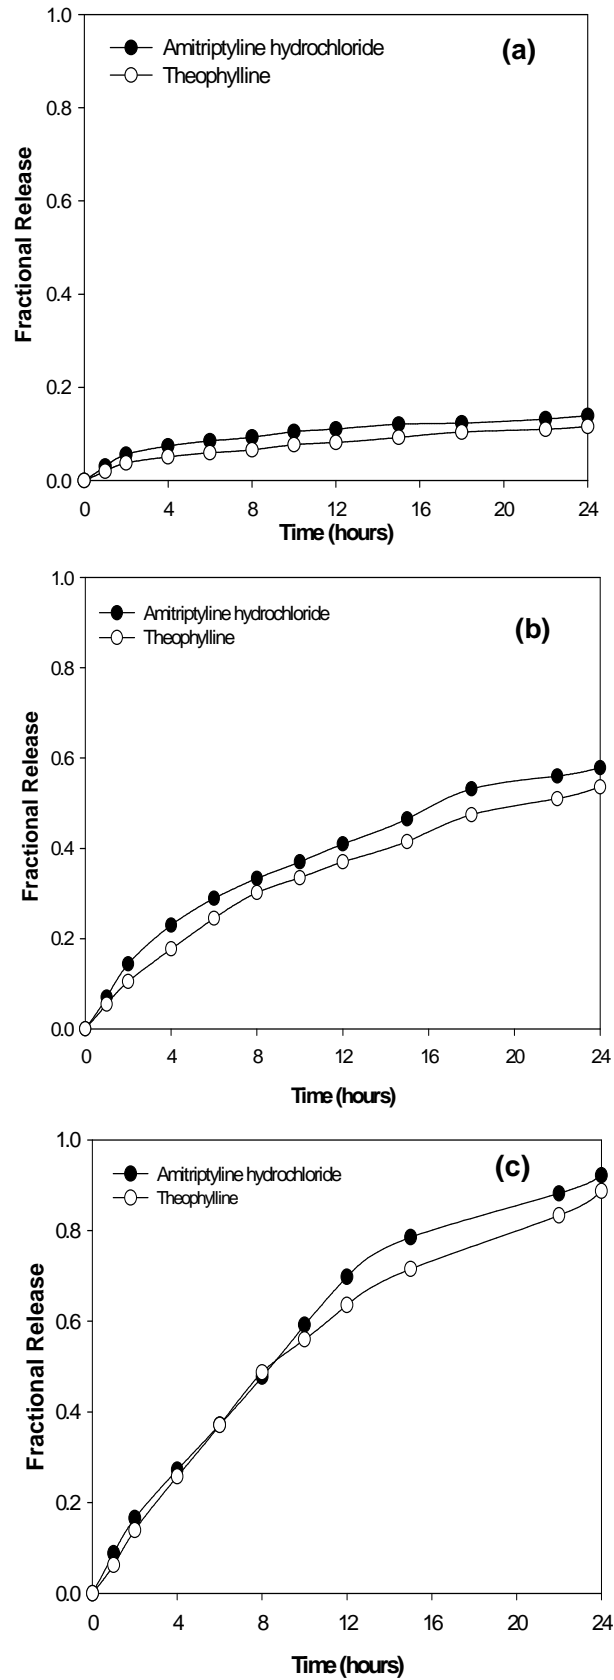 1.0
Amitriptyline hydrochloride
(a)
Theophylline
0.8
0.6
0.4
0.2
0.0
Fractional Release
0 4 8 12 16 20 24
Time (hours)
1.0
Amitriptyline hydrochloride
Theophylline
(b)
0.8
0.6
0.4
0.2
0.0
Fractional Release
0 4 8 12 16 20 24
Time (hours)
1.0
Amitriptyline hydrochloride
(c)
Theophylline
0.8
0.6
0.4
0.2
0.0
Fractional Release
0 4 8 12 16 20 24
Time (hours)